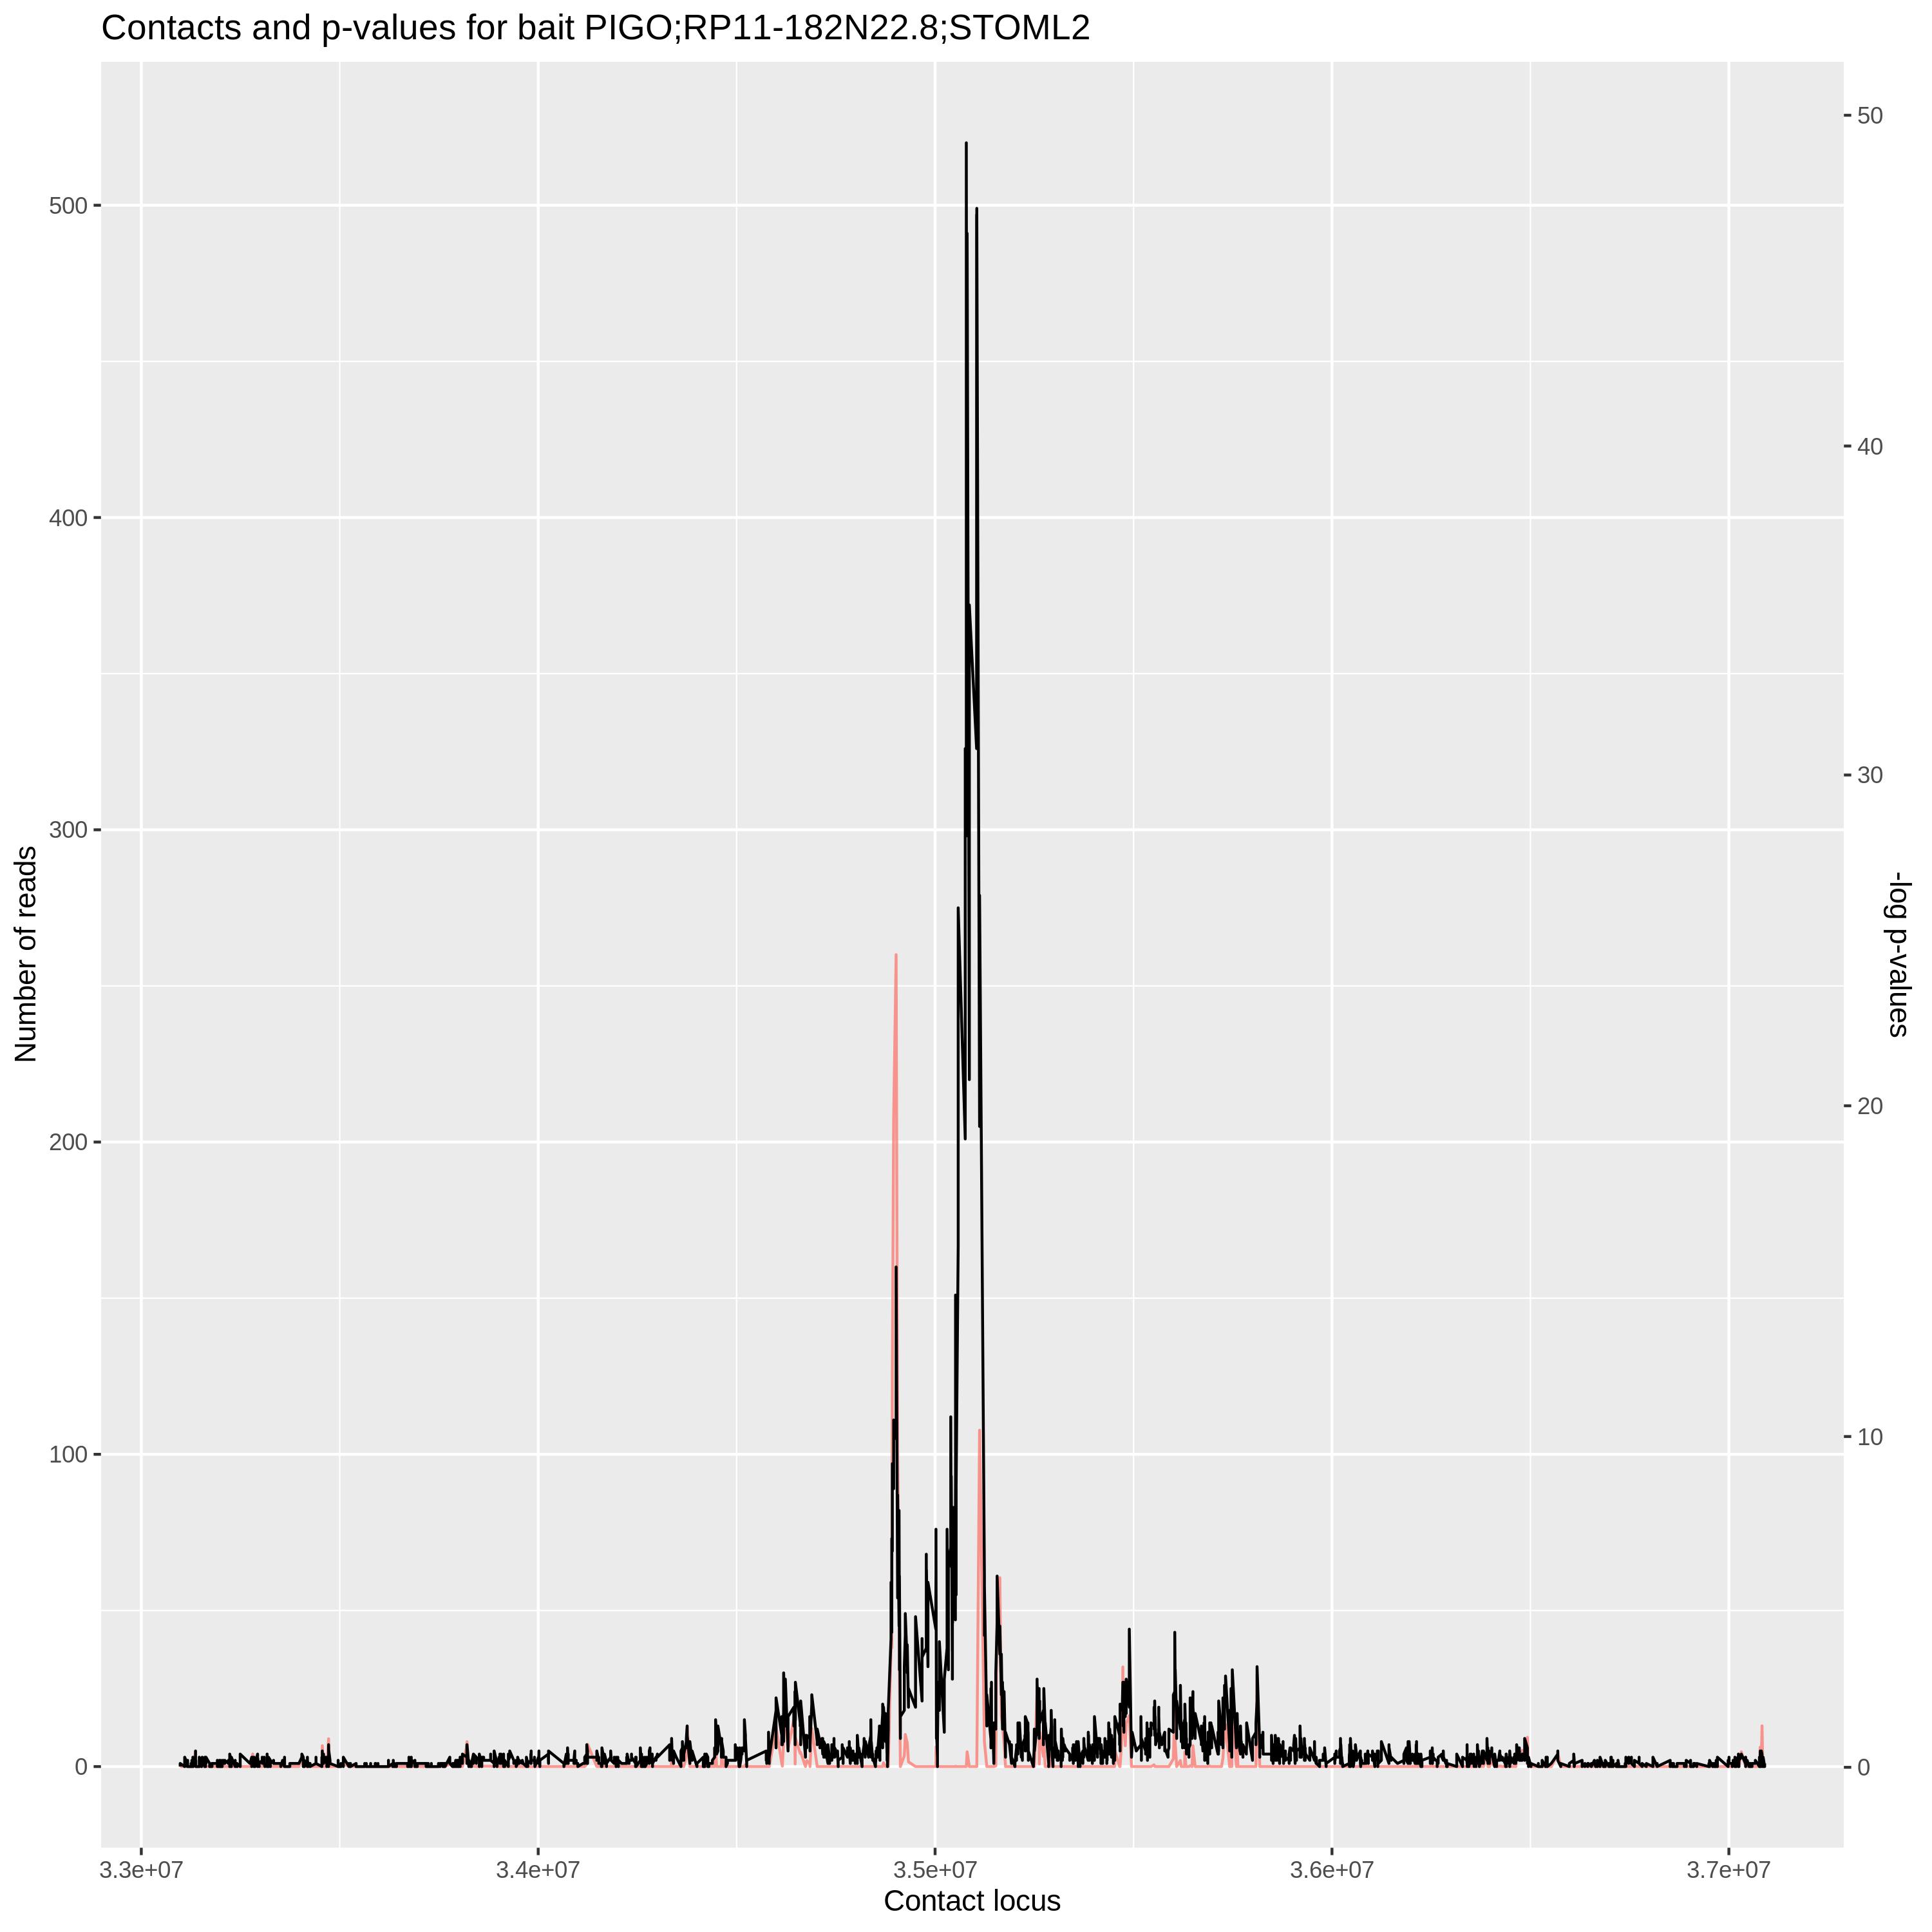 Contacts and p-values for bait PIGO;RP11-182N22.8;STOML2
Number of reads
500
400
300
200
100
0
50
40
30
20
10
0
-log p-values
3.3e+07
3.4e+07
3.5e+07
3.6e+07
3.7e+07
Contact locus